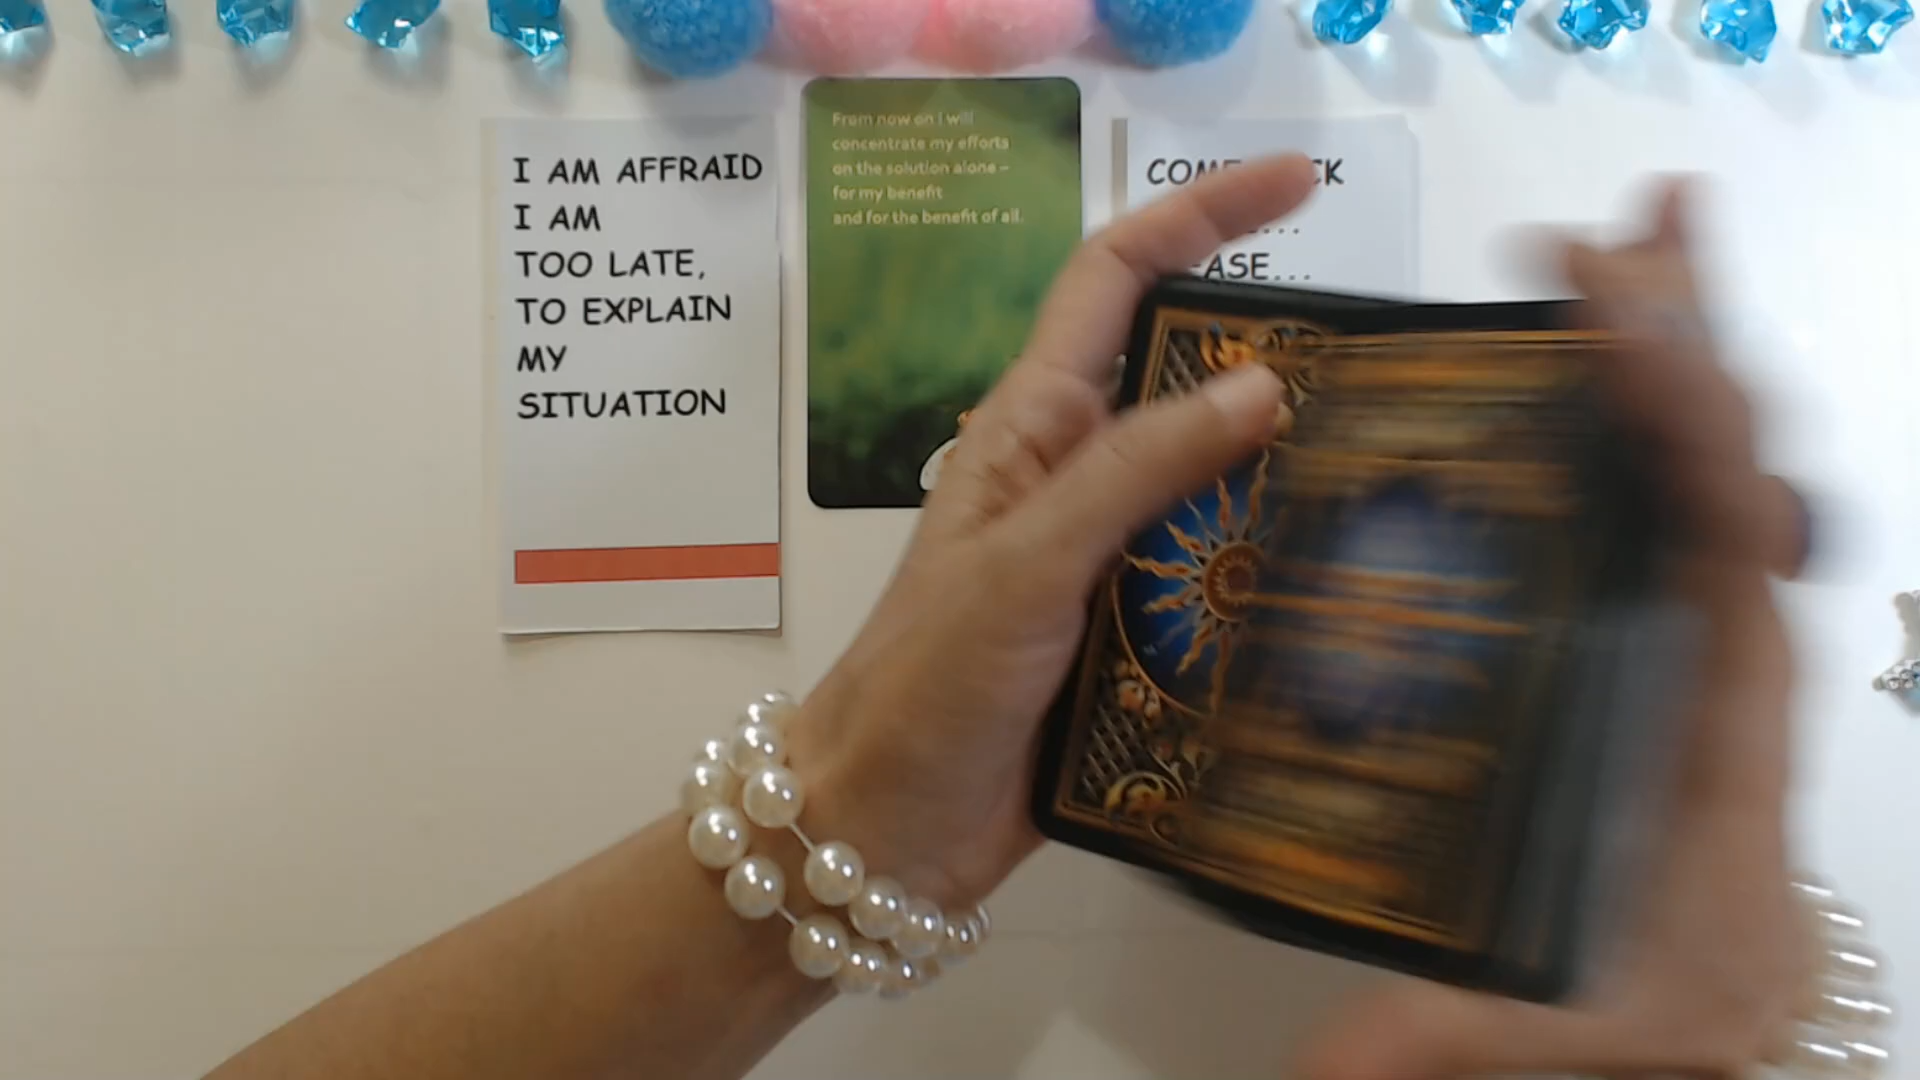 I AM AFFRAID
I AM
TOO LATE,
TO EXPLAIN
MY
SITUATION
From now on I will
concentrate my efforts
on the solution alone –
for my benefit
and for the benefit of all.